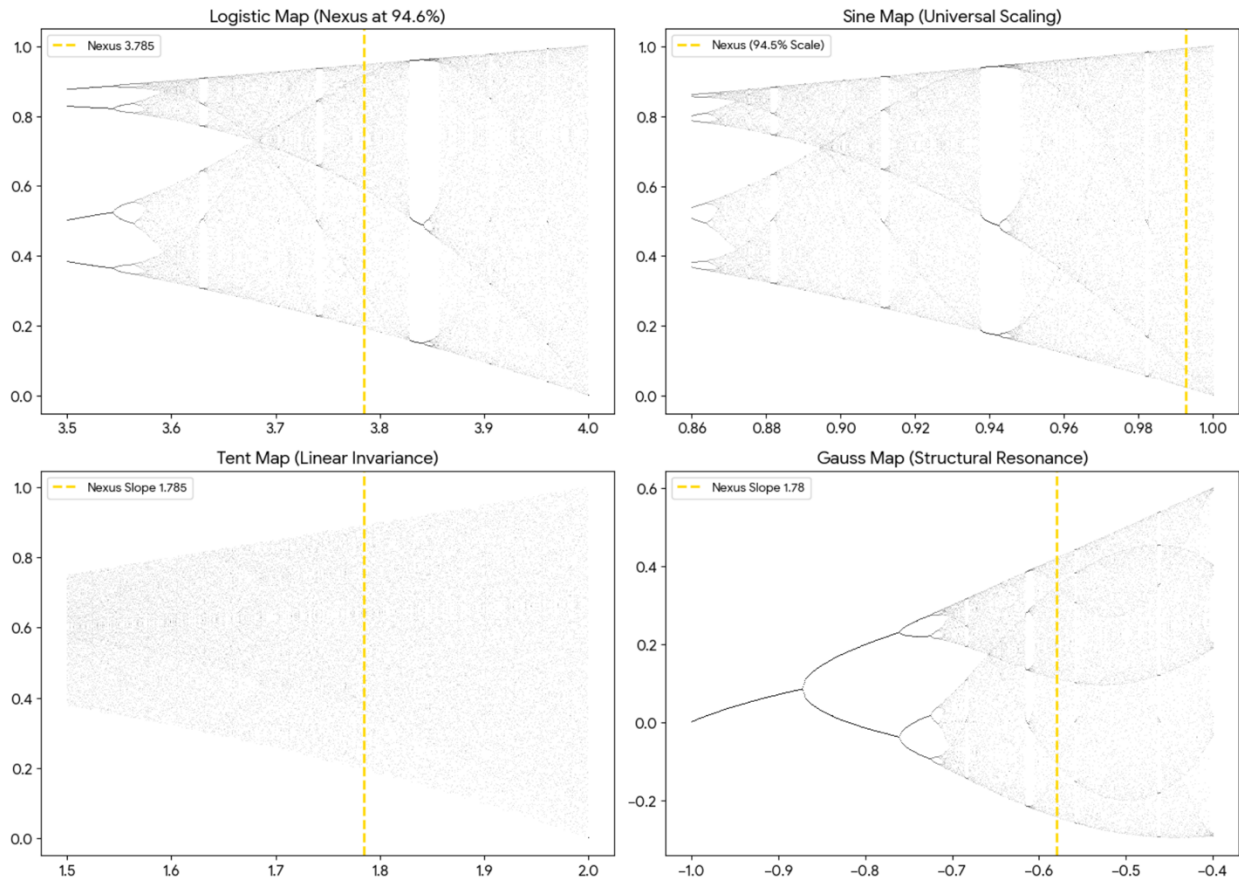 Logistic Map (Nexus at 94.6%)
Nexus 3.785
1.0
0.8
0.6
0.4
0.2
0.0
3.5 3.6 3.7 3.8 3.9 4.0
Sine Map (Universal Scaling)
Nexus (94.5% Scale)
1.0
0.8
0.6
0.4
0.2
0.0
0.86 0.88 0.90 0.92 0.94 0.96 0.98 1.00
Tent Map (Linear Invariance)
Nexus Slope 1.785
1.0
0.8
0.6
0.4
0.2
0.0
1.5 1.6 1.7 1.8 1.9 2.0
Gauss Map (Structural Resonance)
Nexus Slope 1.78
0.6
0.4
0.2
0.0
−0.2
−1.0 −0.9 −0.8 −0.7 −0.6 −0.5 −0.4